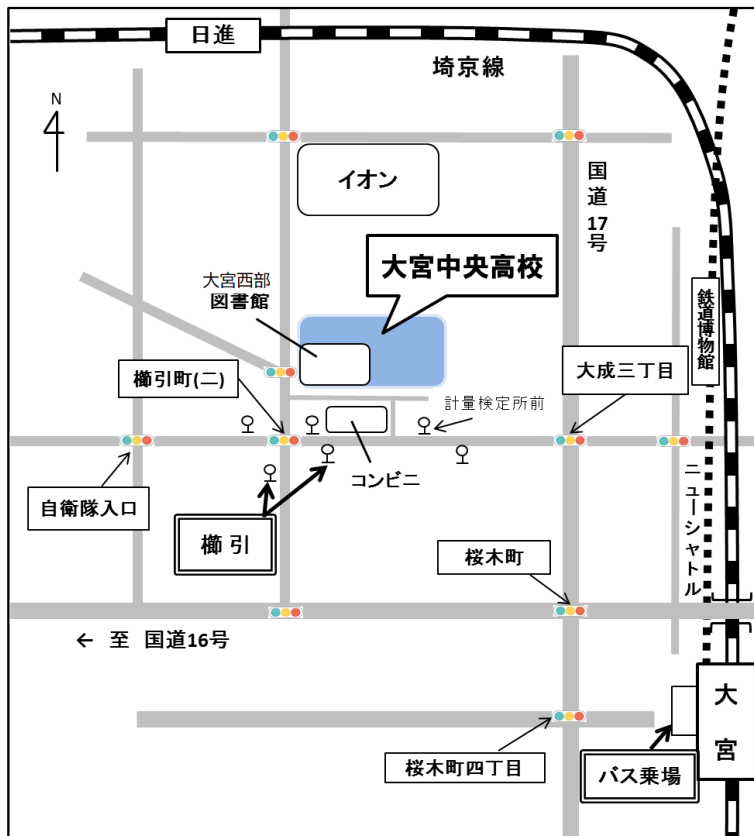 日進
埼京線
N
イオン
国道17号
大宮中央高校
大宮西部
図書館
鉄道博物館
櫛引町(二)
大成三丁目
計量検定所前
コンビニ
自衛隊入口
櫛引
ニューシャトル
桜木町
← 至 国道16号
大宮
桜木町四丁目
バス乗場